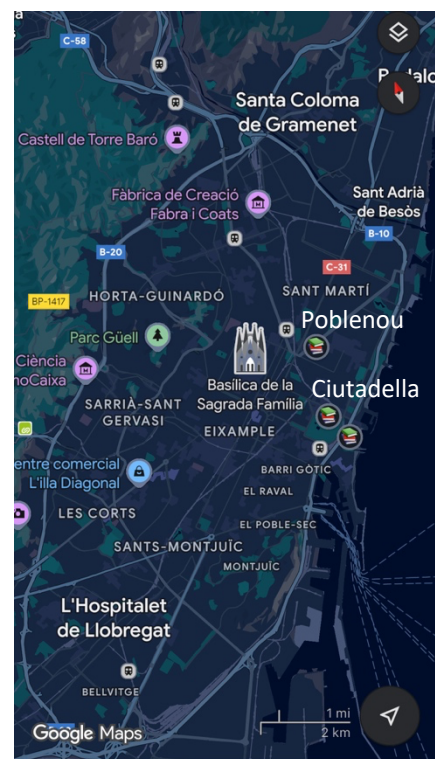 C-58
Santa Coloma
de Gramenet
Castell de Torre Baró
Fàbrica de Creació
Fabra i Coats
Sant Adrià
de Besòs
B-10
B-20
C-31
BP-1417
HORTA-GUINARDÓ
SANT MARTÍ
Poblenou
Parc Güell
Ciència
Basílica de la
Sagrada Família
Ciutadella
SARRIÀ-SANT
GERVASI
EIXAMPLE
entre comercial
L'illa Diagonal
BARRI GÒTIC
EL RAVAL
LES CORTS
EL POBLE-SEC
SANTS-MONTJUÏC
MONTJUÏC
L'Hospitalet
de Llobregat
BELLVITGE
1 mi
2 km
Google Maps